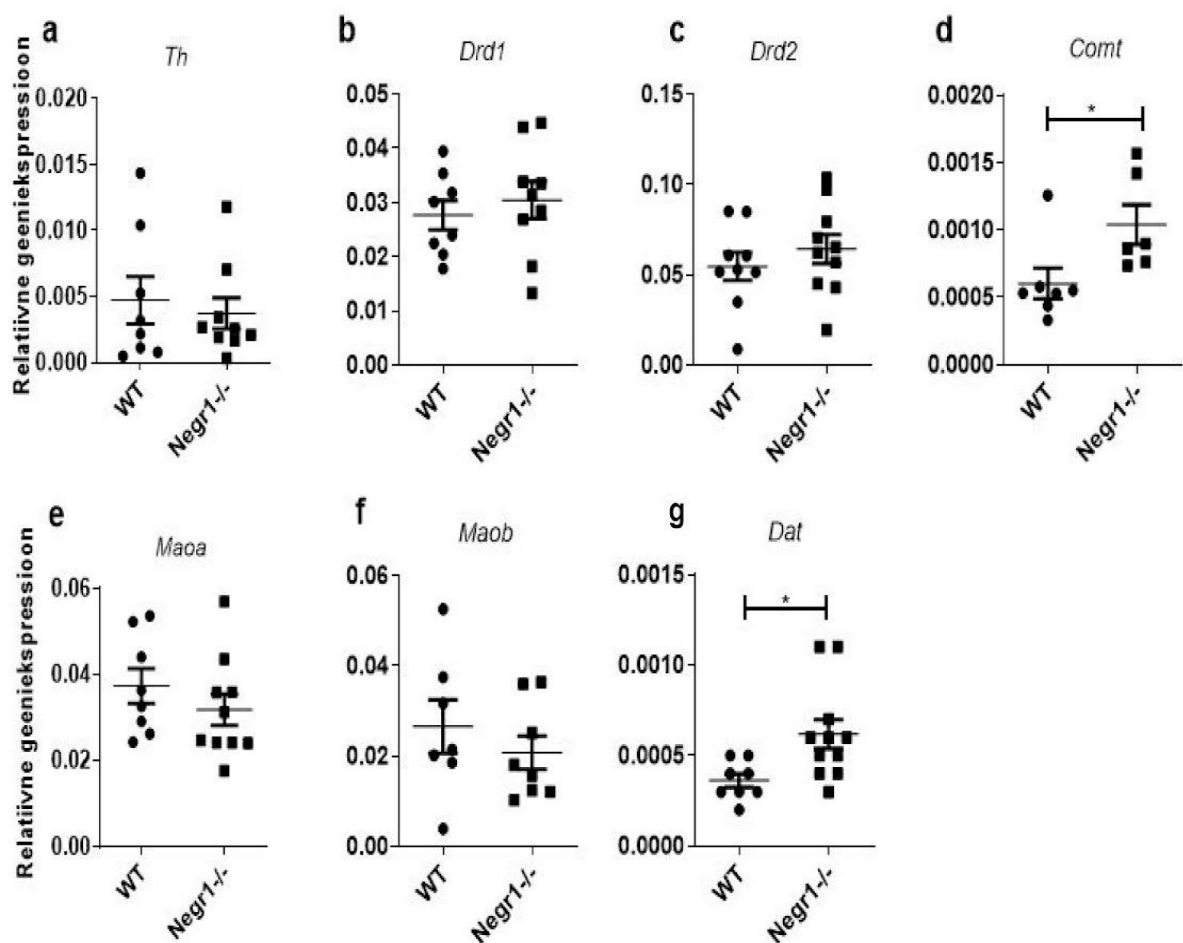 a
Th
Relatiivne geeniekspressioon
0.020
0.015
0.010
0.005
0.000
WT
Negr1-/-
b
Drd1
0.05
0.04
0.03
0.02
0.01
0.00
WT
Negr1-/-
c
Drd2
0.15
0.10
0.05
0.00
WT
Negr1-/-
d
Comt
0.0020
0.0015
0.0010
0.0005
0.0000
*
WT
Negr1-/-
e
Maoa
Relatiivne geeniekspressioon
0.06
0.04
0.02
0.00
WT
Negr1-/-
f
Maob
0.06
0.04
0.02
0.00
WT
Negr1-/-
g
Dat
0.0015
0.0010
0.0005
0.0000
*
WT
Negr1-/-